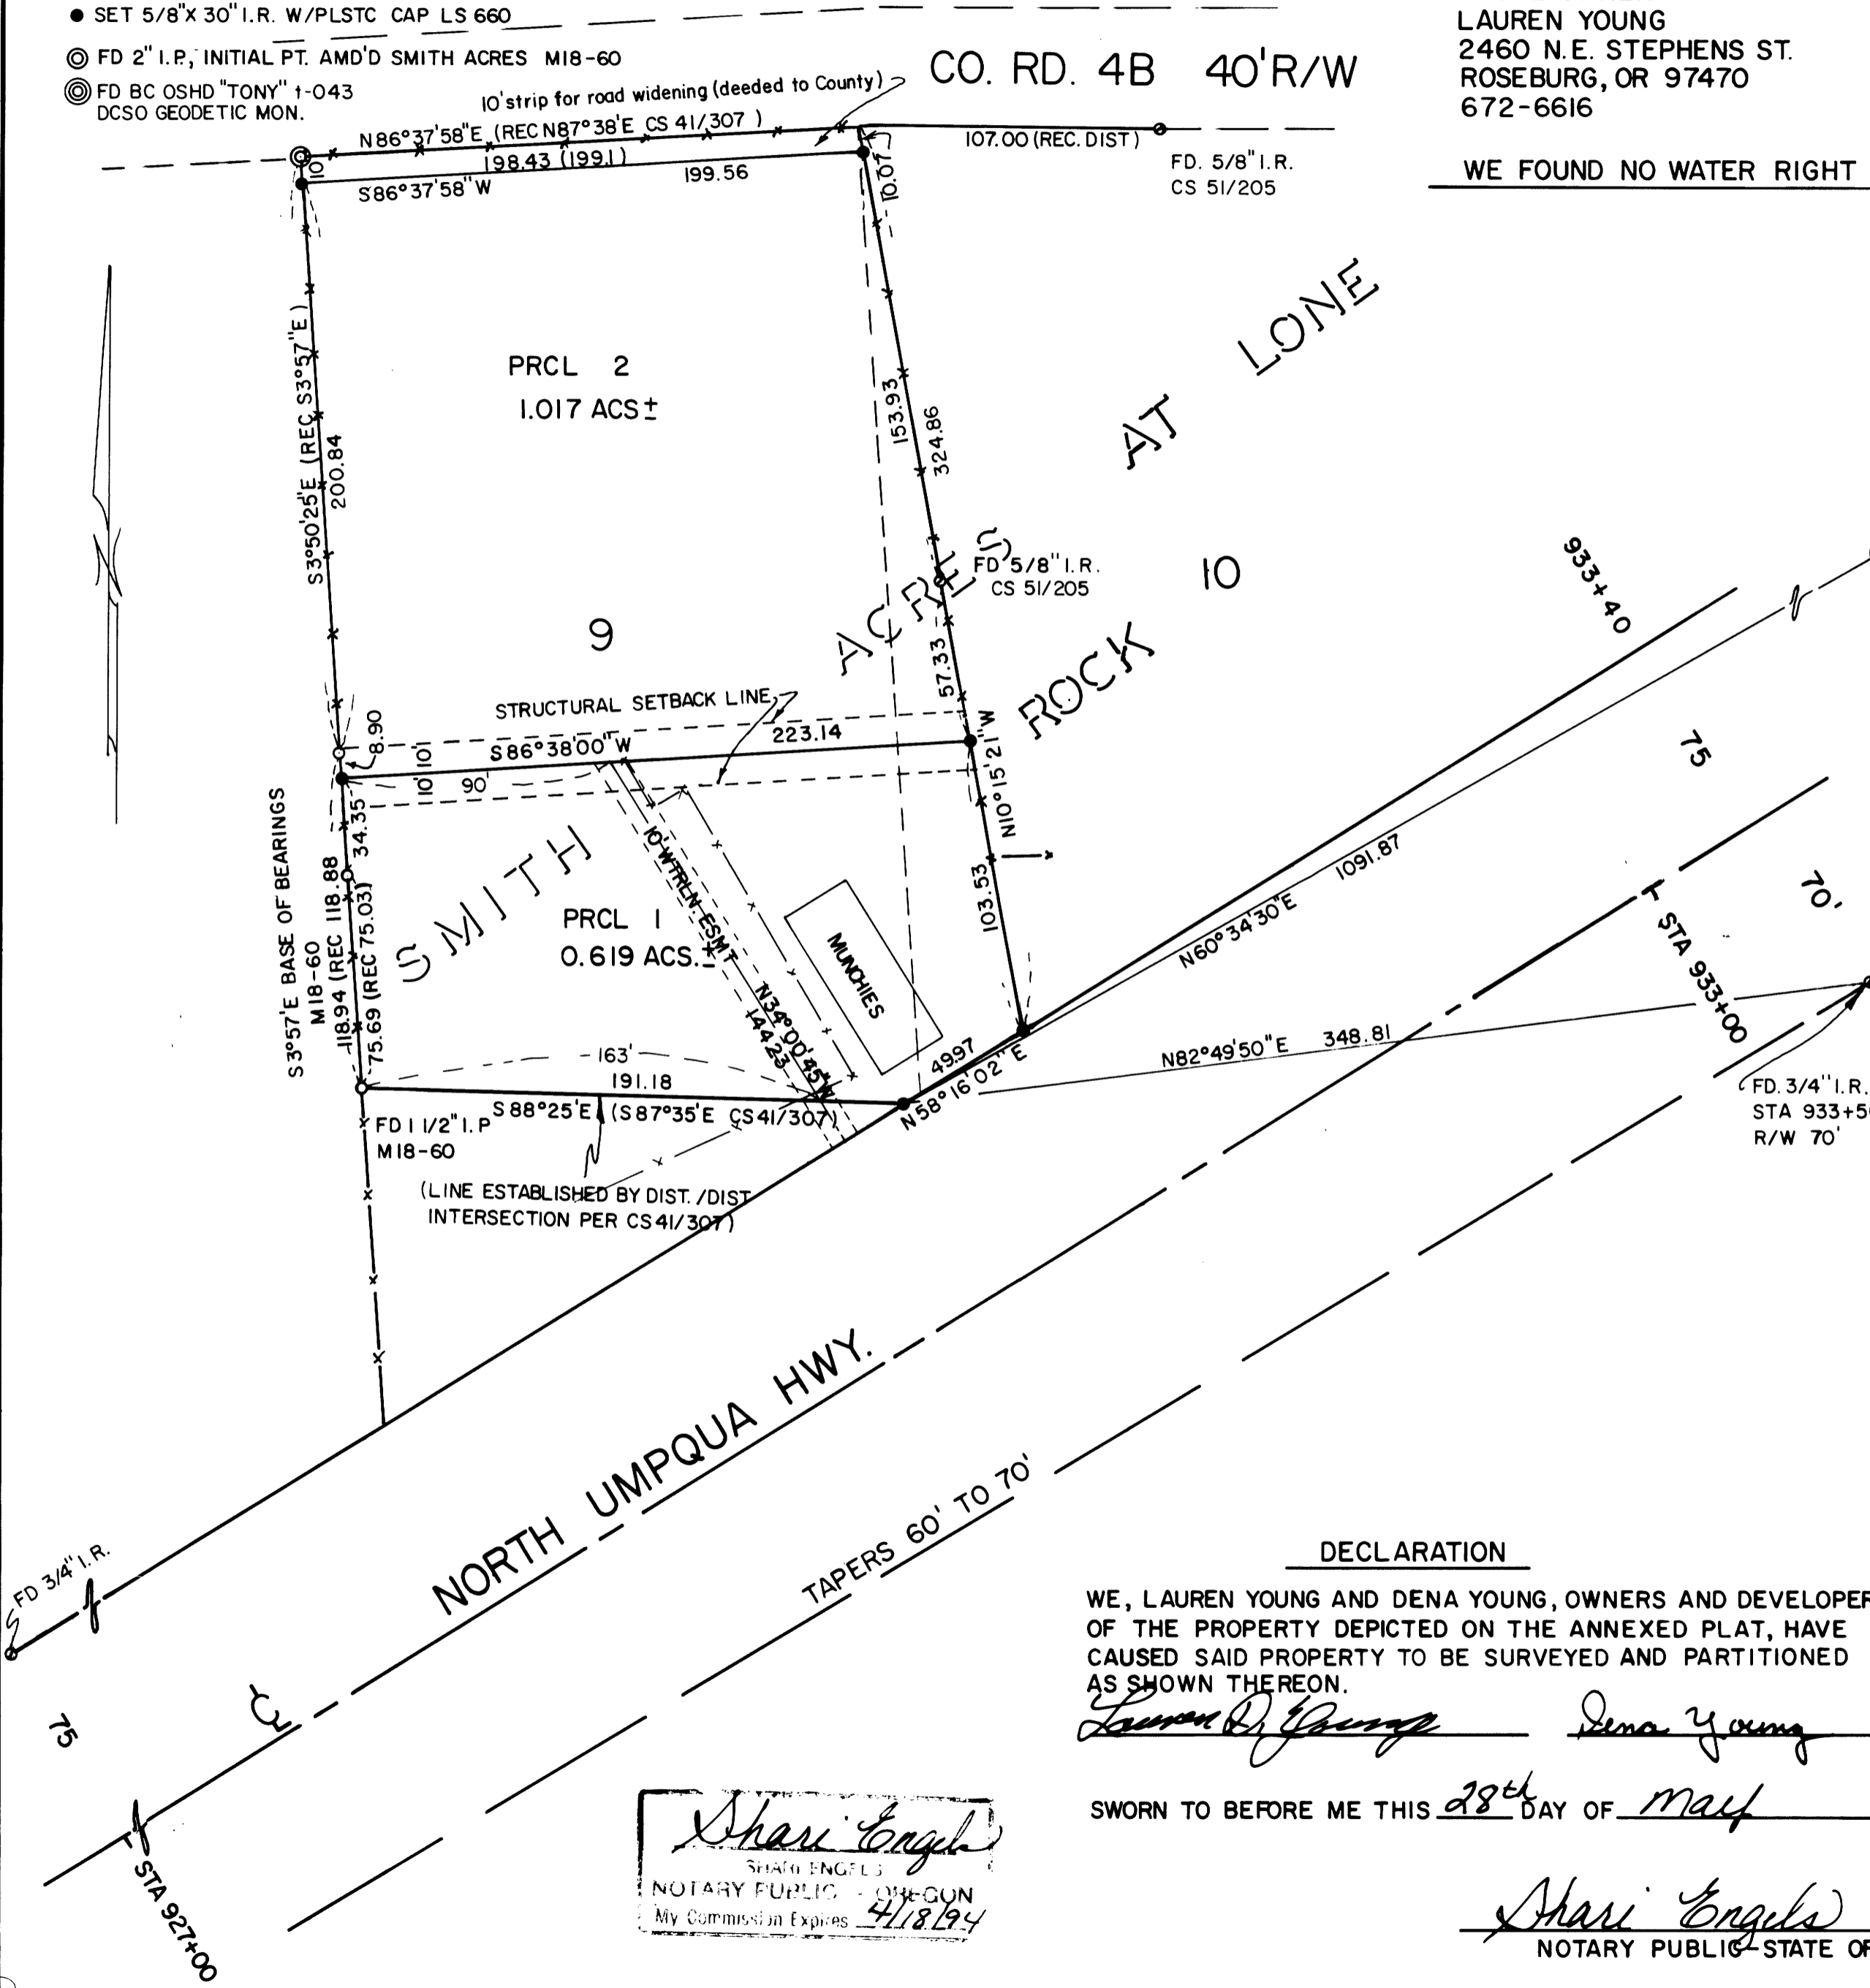 ● SET 5/8"X 30" I.R. W/PLSTC CAP LS 660
◎ FD 2" I.P., INITIAL PT. AMD'D SMITH ACRES M18-60
FD BC OSHD "TONY" t-043
DCSO GEODETIC MON.
CO. RD. 4B 40'R/W
LAUREN YOUNG
2460 N.E. STEPHENS ST.
ROSEBURG, OR 97470
672-6616
WE FOUND NO WATER RIGHT
10'strip for road widening (deeded to County)
N86°37'58"E (REC N87°38'E CS 41/307 )
198.43 (199.1)
10'
S86°37'58"W
199.56
10.07
107.00 (REC. DIST)
FD. 5/8" I.R.
CS 51/205
S3°50'25"E (REC S3°57'E )
200.84
PRCL 2
1.017 ACS±
153.93
324.86
AT LONE
FD 5/8" I.R.
CS 51/205
10
9
SMITH ACRES
ROCK
57.33
933+40
STRUCTURAL SETBACK LINE
8.90
S86°38'00"W
223.14
10' 10'
90'
N10°15'21"W
75
S3°57'E BASE OF BEARINGS
M18-60
118.94 (REC 118.88
34.35
75.69 (REC 75.03)
PRCL 1
0.619 ACS.±
10' WTRLN. ESMT
N34°00'45"W
144.23
MUNCHIES
103.53
1091.87
N60°34'30"E
70'
STA 933+00
163'
191.18
49.97
N58°16'02"E
N82°49'50"E 348.81
S88°25'E (S87°35'E CS41/307)
FD 1 1/2" I.P
M18-60
FD. 3/4" I.R.
STA 933+5
R/W 70'
(LINE ESTABLISHED BY DIST./DIST
INTERSECTION PER CS41/307)
NORTH UMPQUA HWY.
TAPERS 60' TO 70'
FD 3/4" I.R.
75
STA 927+00
DECLARATION
WE, LAUREN YOUNG AND DENA YOUNG, OWNERS AND DEVELOPER
OF THE PROPERTY DEPICTED ON THE ANNEXED PLAT, HAVE
CAUSED SAID PROPERTY TO BE SURVEYED AND PARTITIONED
AS SHOWN THEREON.
Lauren D. Young Dena Young
SWORN TO BEFORE ME THIS 28th DAY OF May
Shari Engels
SHARI ENGELS
NOTARY PUBLIC - OREGON
My Commission Expires 4/18/94
Shari Engels
NOTARY PUBLIC-STATE OF